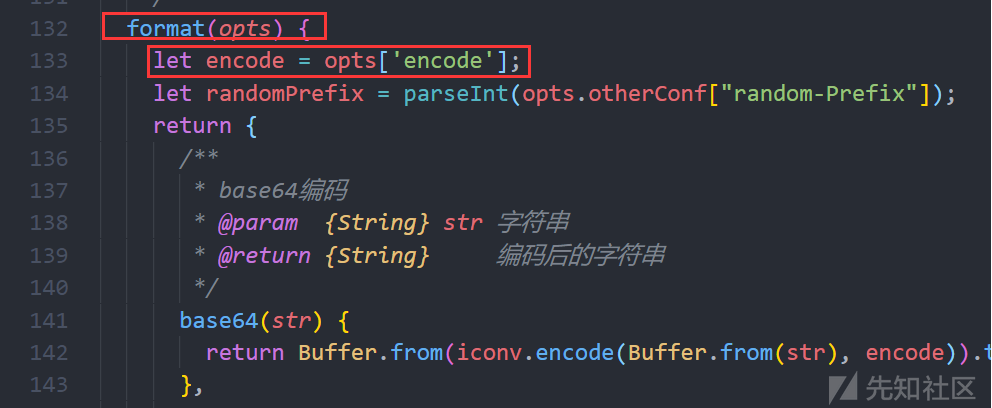 131 /
132 format(opts) {
133 let encode = opts['encode'];
134 let randomPrefix = parseInt(opts.otherConf["random-Prefix"]);
135 return {
136 /**
137 * base64编码
138 * @param {String} str 字符串
139 * @return {String} 编码后的字符串
140 */
141 base64(str) {
142 return Buffer.from(iconv.encode(Buffer.from(str), encode)).t
143 },
先知社区